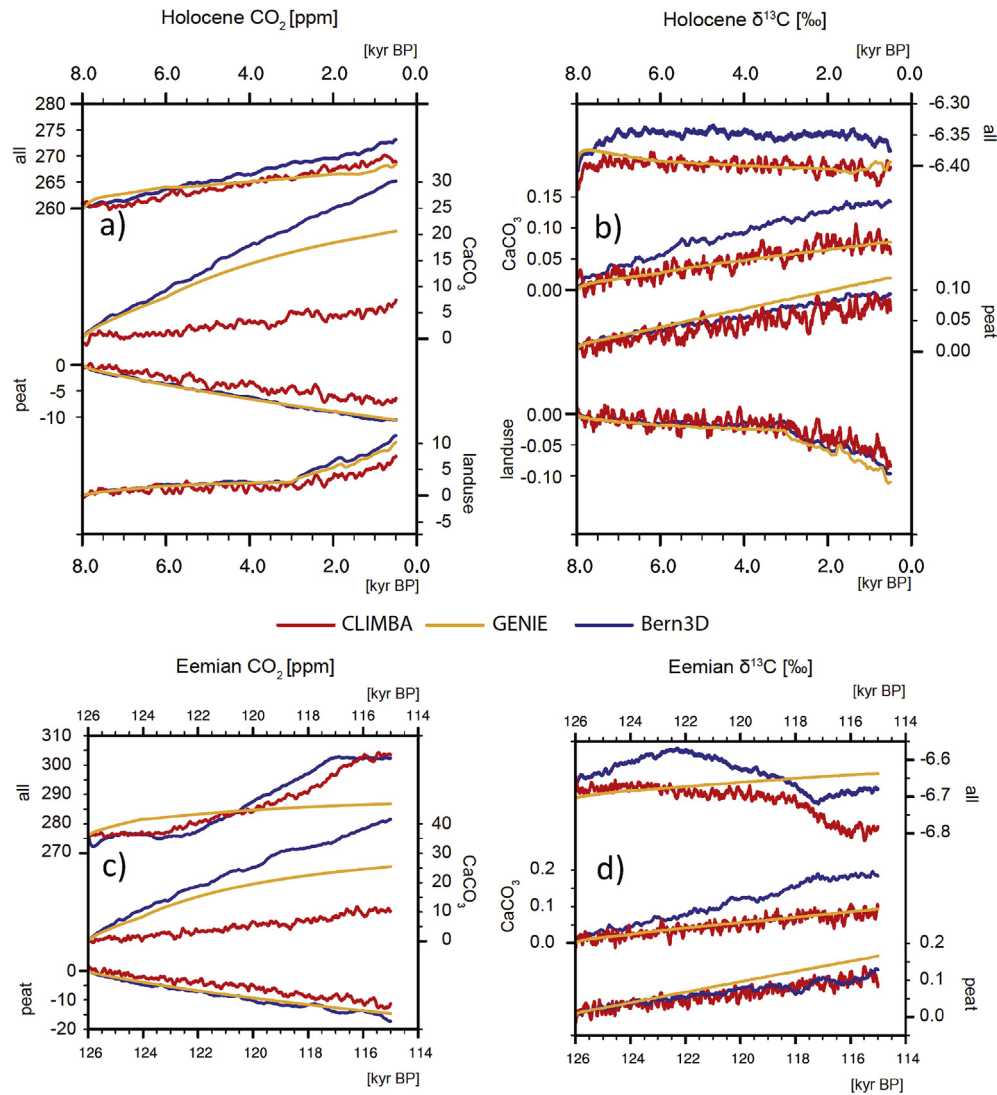 Holocene CO2 [ppm]
[kyr BP]
8.0 6.0 4.0 2.0 0.0
280
275
270
265
260
all
30
25
20
15
10
5
0
CaCO3
a)
0
-5
-10
peat
10
5
0
-5
landuse
8.0 6.0 4.0 2.0 0.0
[kyr BP]
Holocene δ13C [‰]
[kyr BP]
8.0 6.0 4.0 2.0 0.0
-6.30
-6.35
-6.40
all
0.15
0.10
0.05
0.00
CaCO3
b)
0.10
0.05
0.00
peat
0.00
-0.05
-0.10
landuse
8.0 6.0 4.0 2.0 0.0
[kyr BP]
CLIMBA GENIE Bern3D
Eemian CO2 [ppm]
[kyr BP]
126 124 122 120 118 116 114
310
300
290
280
270
all
40
30
20
10
0
CaCO3
c)
0
-10
-20
peat
126 124 122 120 118 116 114
[kyr BP]
Eemian δ13C [‰]
[kyr BP]
126 124 122 120 118 116 114
-6.6
-6.7
-6.8
all
0.2
0.1
0.0
CaCO3
d)
0.2
0.1
0.0
peat
126 124 122 120 118 116 114
[kyr BP]